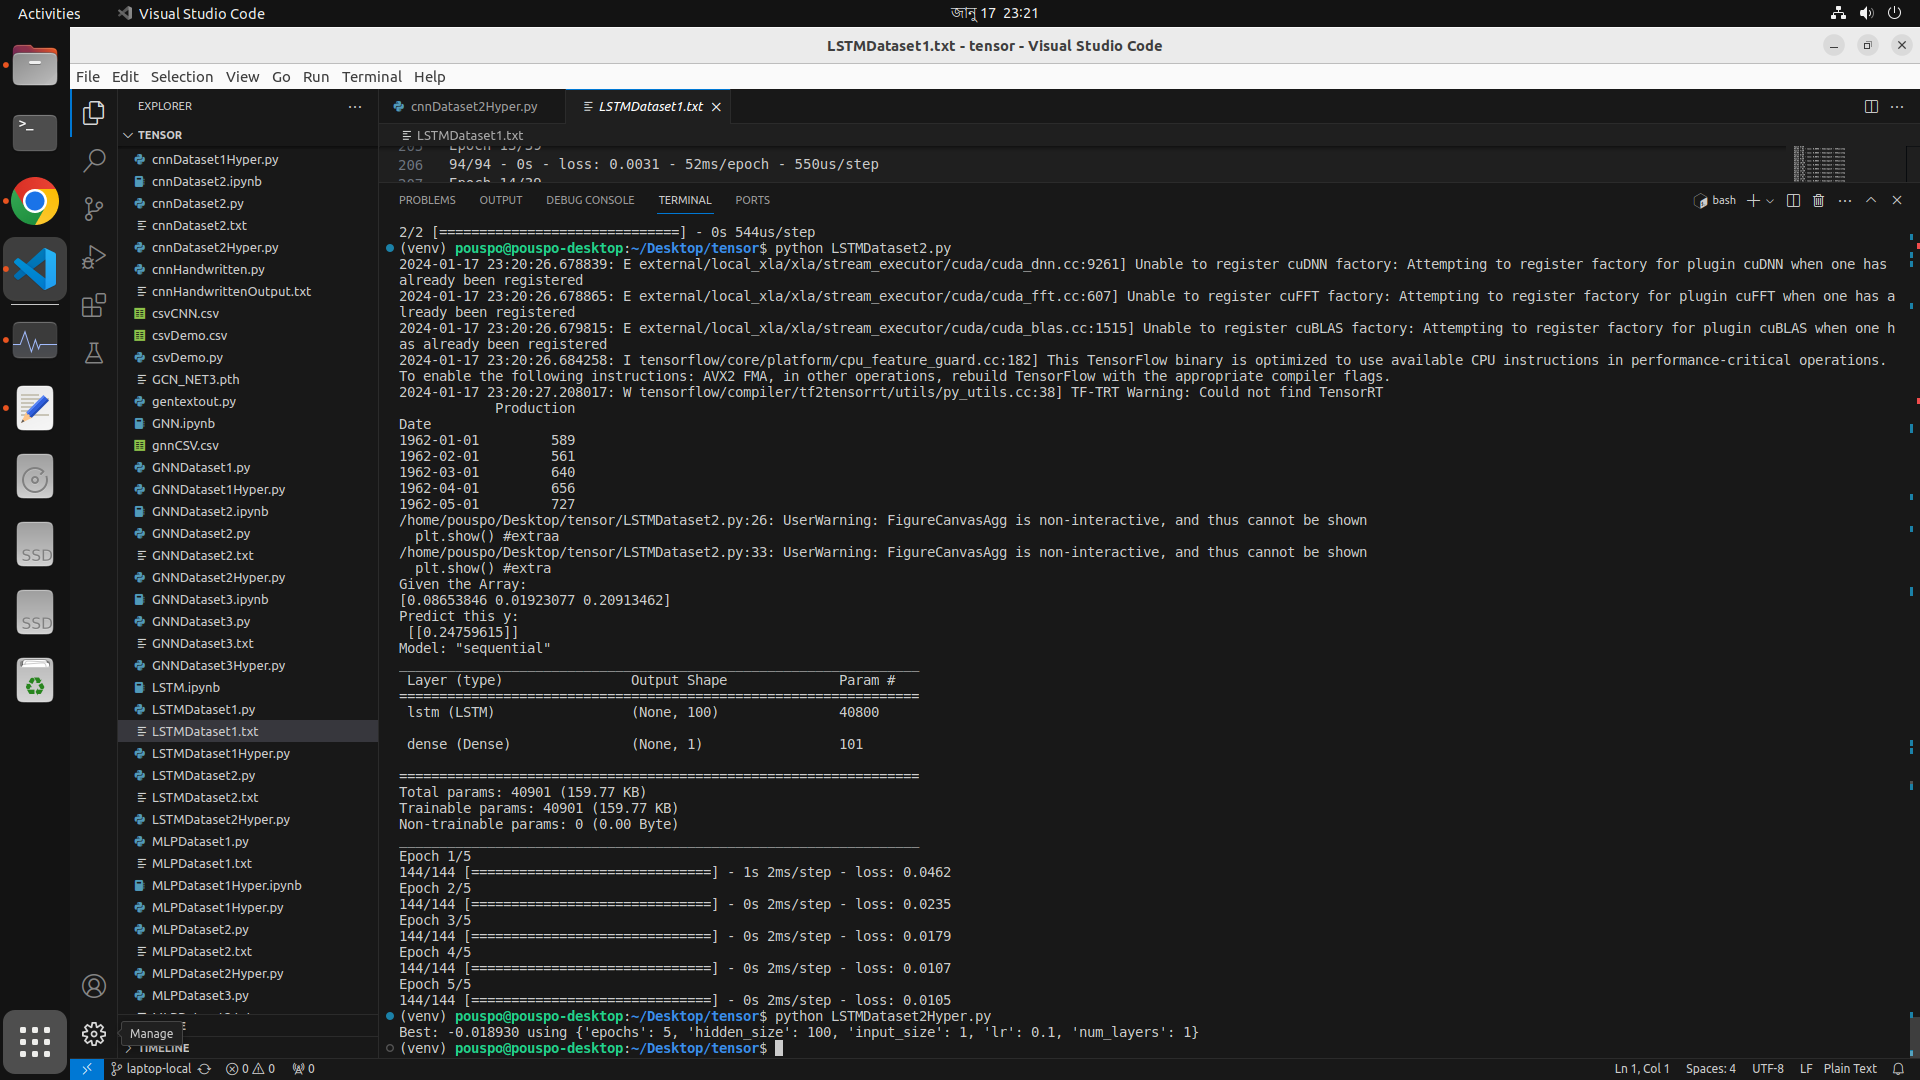 Activities
Visual Studio Code
জানু 17 23:21
LSTMDataset1.txt - tensor - Visual Studio Code
File Edit Selection View Go Run Terminal Help
EXPLORER
TENSOR
cnnDataset1Hyper.py
cnnDataset2.ipynb
cnnDataset2.py
cnnDataset2.txt
cnnDataset2Hyper.py
cnnHandwritten.py
cnnHandwrittenOutput.txt
csvCNN.csv
csvDemo.csv
csvDemo.py
GCN_NET3.pth
gentextout.py
GNN.ipynb
gnnCSV.csv
GNNDataset1.py
GNNDataset1Hyper.py
GNNDataset2.ipynb
GNNDataset2.py
GNNDataset2.txt
GNNDataset2Hyper.py
GNNDataset3.ipynb
GNNDataset3.py
GNNDataset3.txt
GNNDataset3Hyper.py
LSTM.ipynb
LSTMDataset1.py
LSTMDataset1.txt
LSTMDataset1Hyper.py
LSTMDataset2.py
LSTMDataset2.txt
LSTMDataset2Hyper.py
MLPDataset1.py
MLPDataset1.txt
MLPDataset1Hyper.ipynb
MLPDataset1Hyper.py
MLPDataset2.py
MLPDataset2.txt
MLPDataset2Hyper.py
MLPDataset3.py
Manage
TIMELINE
SSD
SSD
cnnDataset2Hyper.py
LSTMDataset1.txt
LSTMDataset1.txt
205 Epoch 13/39
206 94/94 - 0s - loss: 0.0031 - 52ms/epoch - 550us/step
207 Epoch 14/39
PROBLEMS OUTPUT DEBUG CONSOLE TERMINAL PORTS
bash
2/2 [==============================] - 0s 544us/step
(venv) pouspo@pouspo-desktop:~/Desktop/tensor$ python LSTMDataset2.py
2024-01-17 23:20:26.678839: E external/local_xla/xla/stream_executor/cuda/cuda_dnn.cc:9261] Unable to register cuDNN factory: Attempting to register factory for plugin cuDNN when one has
already been registered
2024-01-17 23:20:26.678865: E external/local_xla/xla/stream_executor/cuda/cuda_fft.cc:607] Unable to register cuFFT factory: Attempting to register factory for plugin cuFFT when one has a
lready been registered
2024-01-17 23:20:26.679815: E external/local_xla/xla/stream_executor/cuda/cuda_blas.cc:1515] Unable to register cuBLAS factory: Attempting to register factory for plugin cuBLAS when one h
as already been registered
2024-01-17 23:20:26.684258: I tensorflow/core/platform/cpu_feature_guard.cc:182] This TensorFlow binary is optimized to use available CPU instructions in performance-critical operations.
To enable the following instructions: AVX2 FMA, in other operations, rebuild TensorFlow with the appropriate compiler flags.
2024-01-17 23:20:27.208017: W tensorflow/compiler/tf2tensorrt/utils/py_utils.cc:38] TF-TRT Warning: Could not find TensorRT
Production
Date
1962-01-01 589
1962-02-01 561
1962-03-01 640
1962-04-01 656
1962-05-01 727
/home/pouspo/Desktop/tensor/LSTMDataset2.py:26: UserWarning: FigureCanvasAgg is non-interactive, and thus cannot be shown
plt.show() #extraa
/home/pouspo/Desktop/tensor/LSTMDataset2.py:33: UserWarning: FigureCanvasAgg is non-interactive, and thus cannot be shown
plt.show() #extra
Given the Array:
[0.08653846 0.01923077 0.20913462]
Predict this y:
[[0.24759615]]
Model: "sequential"
_________________________________________________________________
Layer (type) Output Shape Param #
=================================================================
lstm (LSTM) (None, 100) 40800
dense (Dense) (None, 1) 101
=================================================================
Total params: 40901 (159.77 KB)
Trainable params: 40901 (159.77 KB)
Non-trainable params: 0 (0.00 Byte)
_________________________________________________________________
Epoch 1/5
144/144 [==============================] - 1s 2ms/step - loss: 0.0462
Epoch 2/5
144/144 [==============================] - 0s 2ms/step - loss: 0.0235
Epoch 3/5
144/144 [==============================] - 0s 2ms/step - loss: 0.0179
Epoch 4/5
144/144 [==============================] - 0s 2ms/step - loss: 0.0107
Epoch 5/5
144/144 [==============================] - 0s 2ms/step - loss: 0.0105
(venv) pouspo@pouspo-desktop:~/Desktop/tensor$ python LSTMDataset2Hyper.py
Best: -0.018930 using {'epochs': 5, 'hidden_size': 100, 'input_size': 1, 'lr': 0.1, 'num_layers': 1}
(venv) pouspo@pouspo-desktop:~/Desktop/tensor$
laptop-local 0 0 0
Ln 1, Col 1 Spaces: 4 UTF-8 LF Plain Text